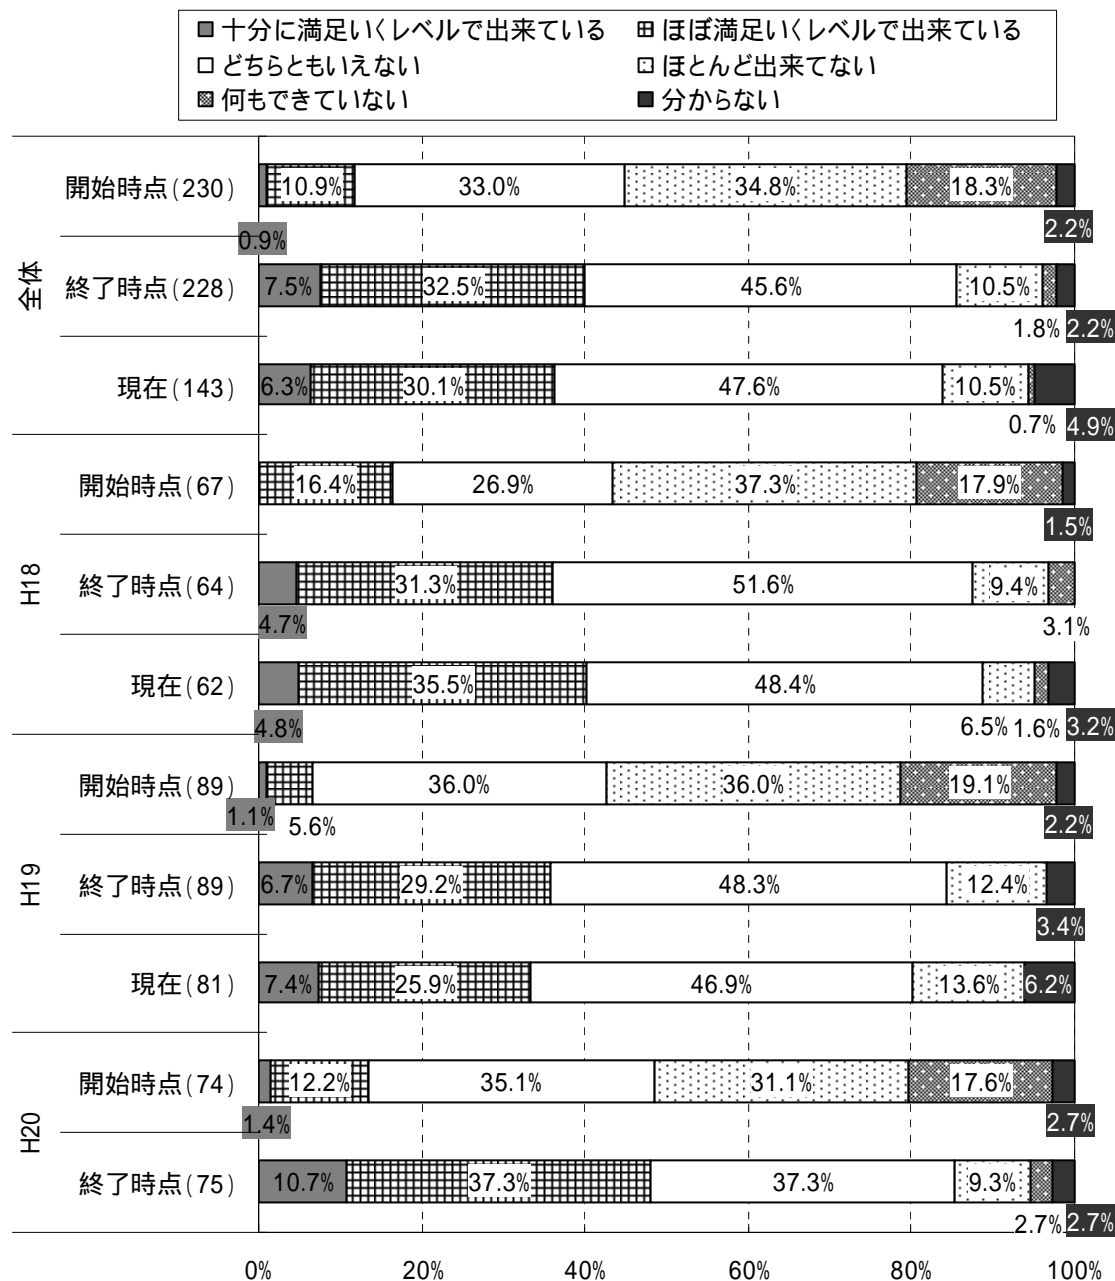 十分に満足いくレベルで出来ている ほぼ満足いくレベルで出来ている
どちらともいえない ほとんど出来てない
何もできていない 分からない
全体
開始時点(230) 10.9% 33.0% 34.8% 18.3%
0.9% 2.2%
終了時点(228) 7.5% 32.5% 45.6% 10.5%
1.8% 2.2%
現在(143) 6.3% 30.1% 47.6% 10.5%
0.7% 4.9%
H18
開始時点(67) 16.4% 26.9% 37.3% 17.9%
1.5%
終了時点(64) 31.3% 51.6% 9.4%
4.7% 3.1%
現在(62) 35.5% 48.4%
4.8% 6.5% 1.6% 3.2%
H19
開始時点(89) 36.0% 36.0% 19.1%
1.1% 5.6% 2.2%
終了時点(89) 6.7% 29.2% 48.3% 12.4%
3.4%
現在(81) 7.4% 25.9% 46.9% 13.6% 6.2%
H20
開始時点(74) 12.2% 35.1% 31.1% 17.6%
1.4% 2.7%
終了時点(75) 10.7% 37.3% 37.3% 9.3%
2.7% 2.7%
0% 20% 40% 60% 80% 100%